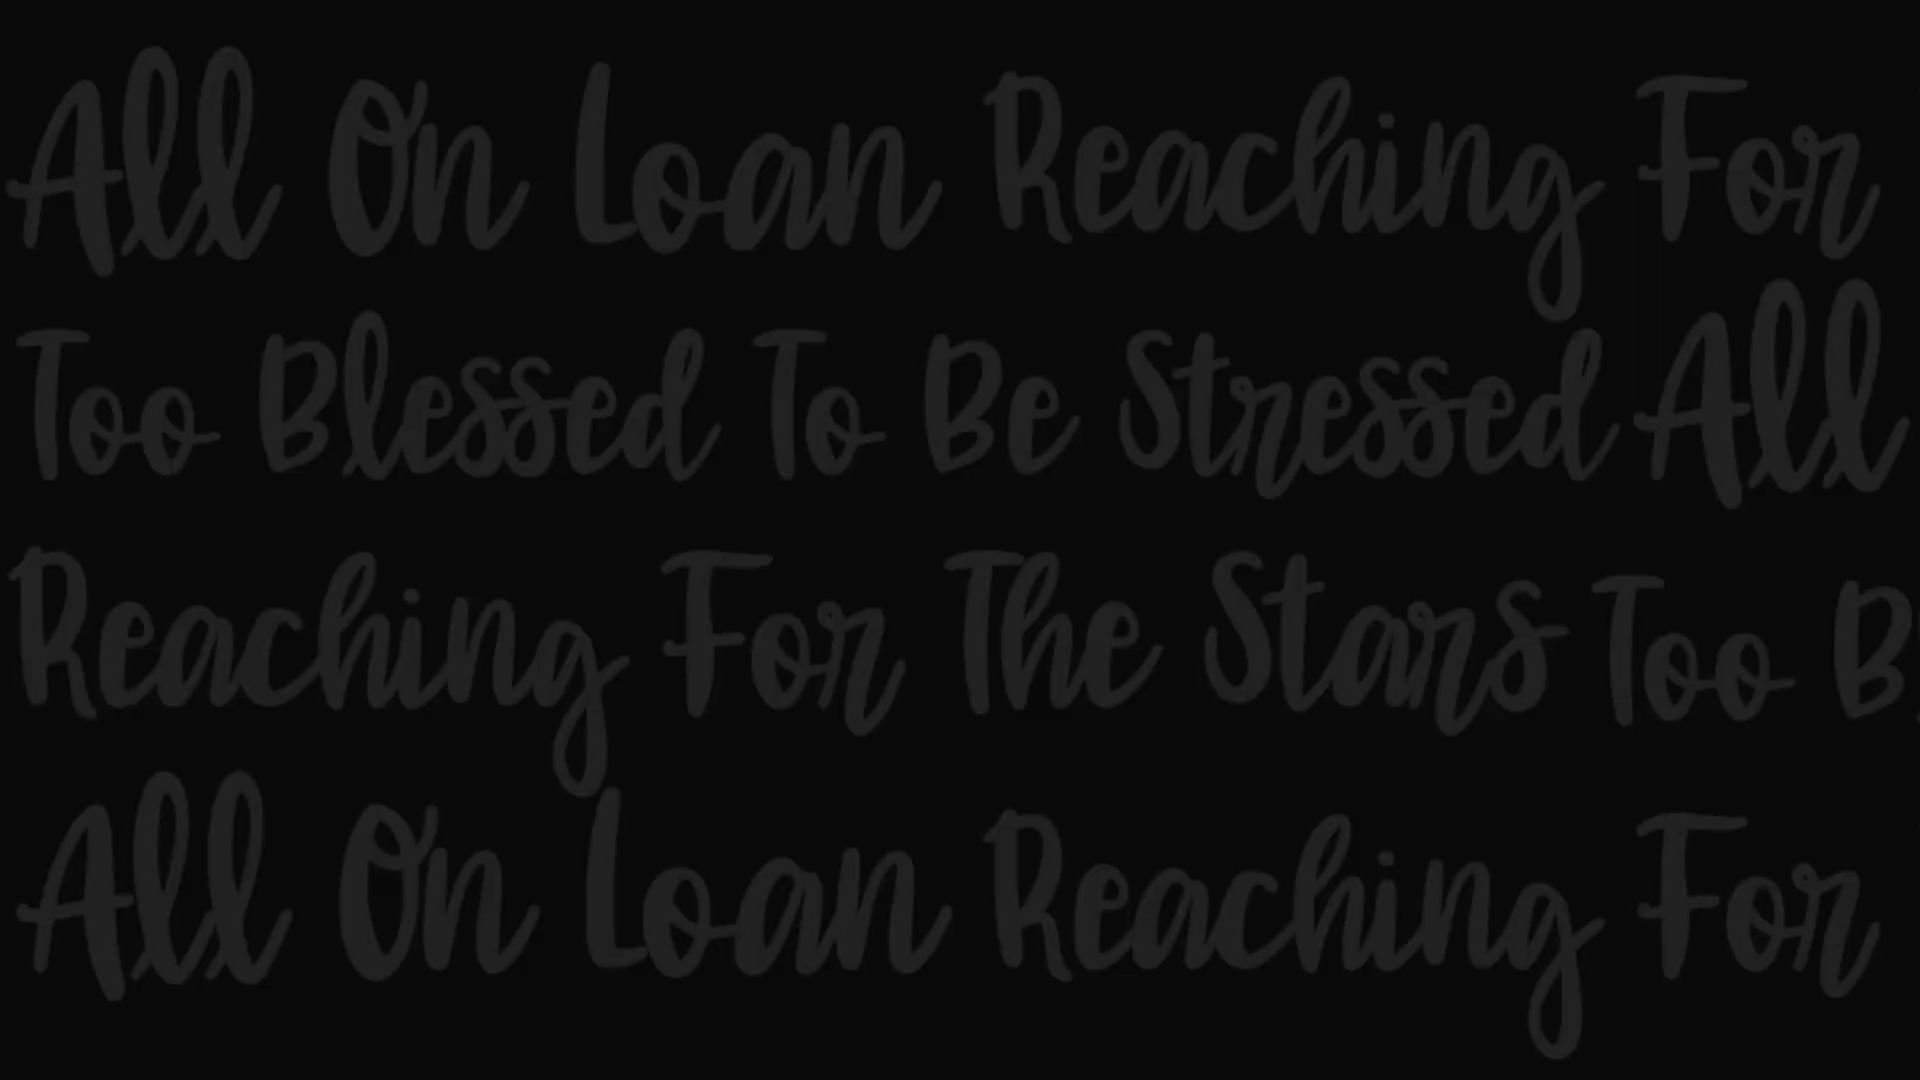 All On Loan Reaching For
Too Blessed To Be Stressed All
Reaching For The Stars Too B
All On Loan Reaching For